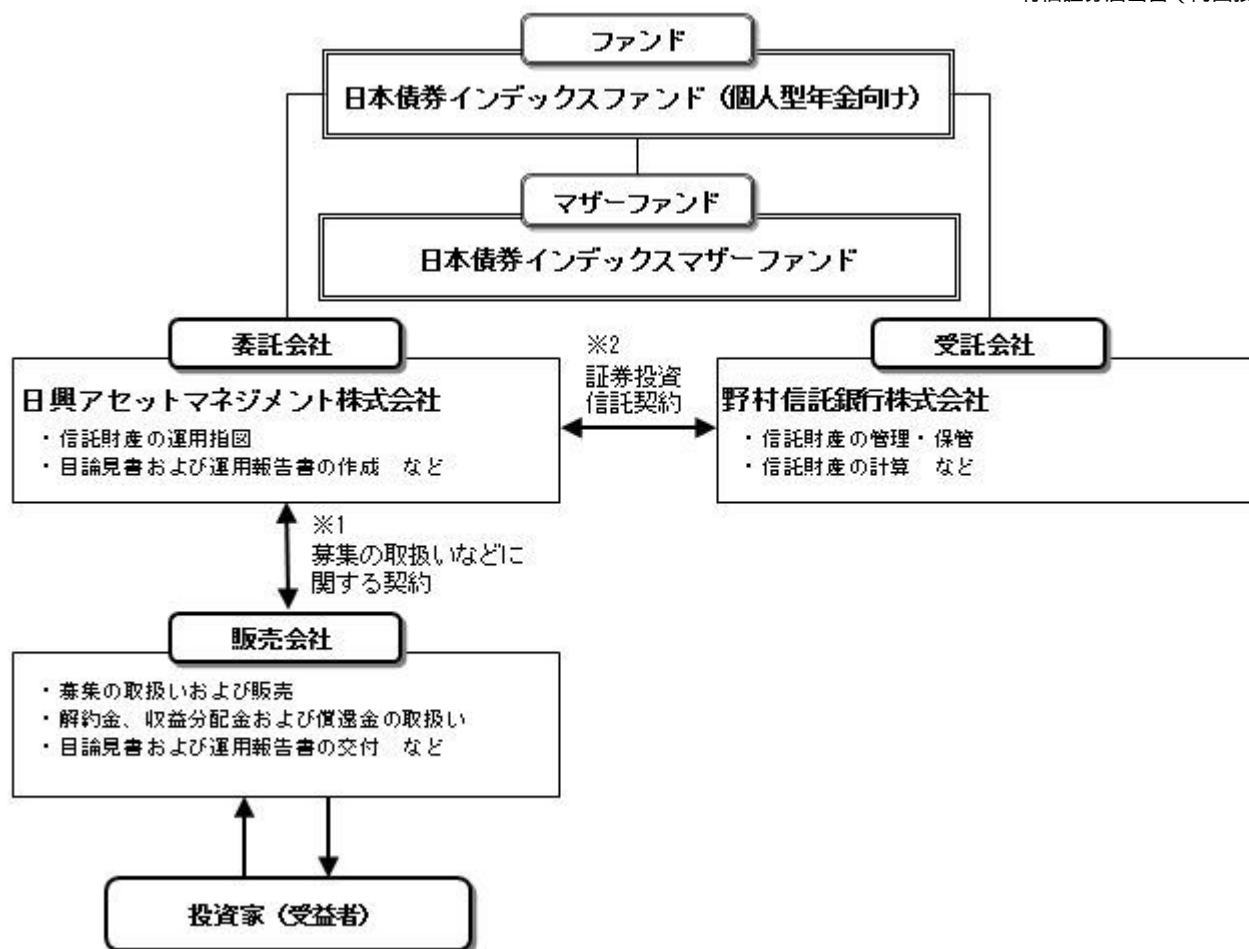 ファンド
日本債券インデックスファンド（個人型年金向け）
マザーファンド
日本債券インデックスマザーファンド
委託会社
日興アセットマネジメント株式会社
・信託財産の運用指図
・目論見書および運用報告書の作成　など
※2
証券投資
信託契約
受託会社
野村信託銀行株式会社
・信託財産の管理・保管
・信託財産の計算　など
※1
募集の取扱いなどに
関する契約
販売会社
・募集の取扱いおよび販売
・解約金、収益分配金および償還金の取扱い
・目論見書および運用報告書の交付　など
投資家（受益者）